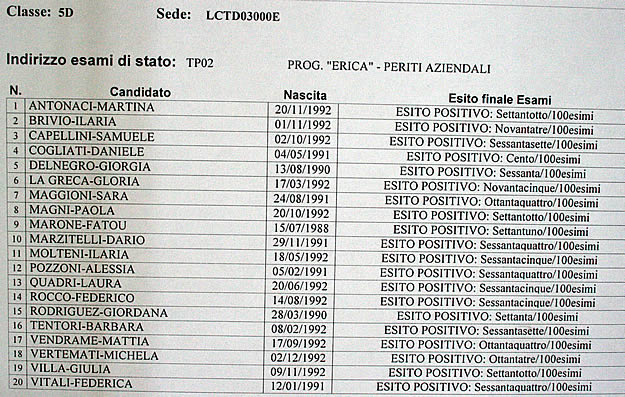 Classe: 5D Sede: LCTD03000E
Indirizzo esami di stato: TP02 PROG. "ERICA" - PERITI AZIENDALI
N. Candidato Nascita Esito finale Esami
1 ANTONACI-MARTINA 20/11/1992 ESITO POSITIVO: Settantotto/100esimi
2 BRIVIO-ILARIA 01/11/1992 ESITO POSITIVO: Novantatre/100esimi
3 CAPELLINI-SAMUELE 02/10/1992 ESITO POSITIVO: Sessantasette/100esimi
4 COGLIATI-DANIELE 04/05/1991 ESITO POSITIVO: Cento/100esimi
5 DELNEGRO-GIORGIA 13/08/1990 ESITO POSITIVO: Sessanta/100esimi
6 LA GRECA-GLORIA 17/03/1992 ESITO POSITIVO: Novantacinque/100esimi
7 MAGGIONI-SARA 24/08/1991 ESITO POSITIVO: Ottantaquattro/100esimi
8 MAGNI-PAOLA 20/10/1992 ESITO POSITIVO: Settantotto/100esimi
9 MARONE-FATOU 15/07/1988 ESITO POSITIVO: Settantuno/100esimi
10 MARZITELLI-DARIO 29/11/1991 ESITO POSITIVO: Sessantaquattro/100esimi
11 MOLTENI-ILARIA 18/05/1992 ESITO POSITIVO: Sessantacinque/100esimi
12 POZZONI-ALESSIA 05/02/1991 ESITO POSITIVO: Sessantaquattro/100esimi
13 QUADRI-LAURA 20/06/1992 ESITO POSITIVO: Sessantacinque/100esimi
14 ROCCO-FEDERICO 14/08/1992 ESITO POSITIVO: Sessantacinque/100esimi
15 RODRIGUEZ-GIORDANA 28/03/1990 ESITO POSITIVO: Settanta/100esimi
16 TENTORI-BARBARA 08/02/1992 ESITO POSITIVO: Sessantasette/100esimi
17 VENDRAME-MATTIA 17/09/1992 ESITO POSITIVO: Ottantaquattro/100esimi
18 VERTEMATI-MICHELA 02/12/1992 ESITO POSITIVO: Ottantatre/100esimi
19 VILLA-GIULIA 09/11/1992 ESITO POSITIVO: Settantotto/100esimi
20 VITALI-FEDERICA 12/01/1991 ESITO POSITIVO: Sessantaquattro/100esimi